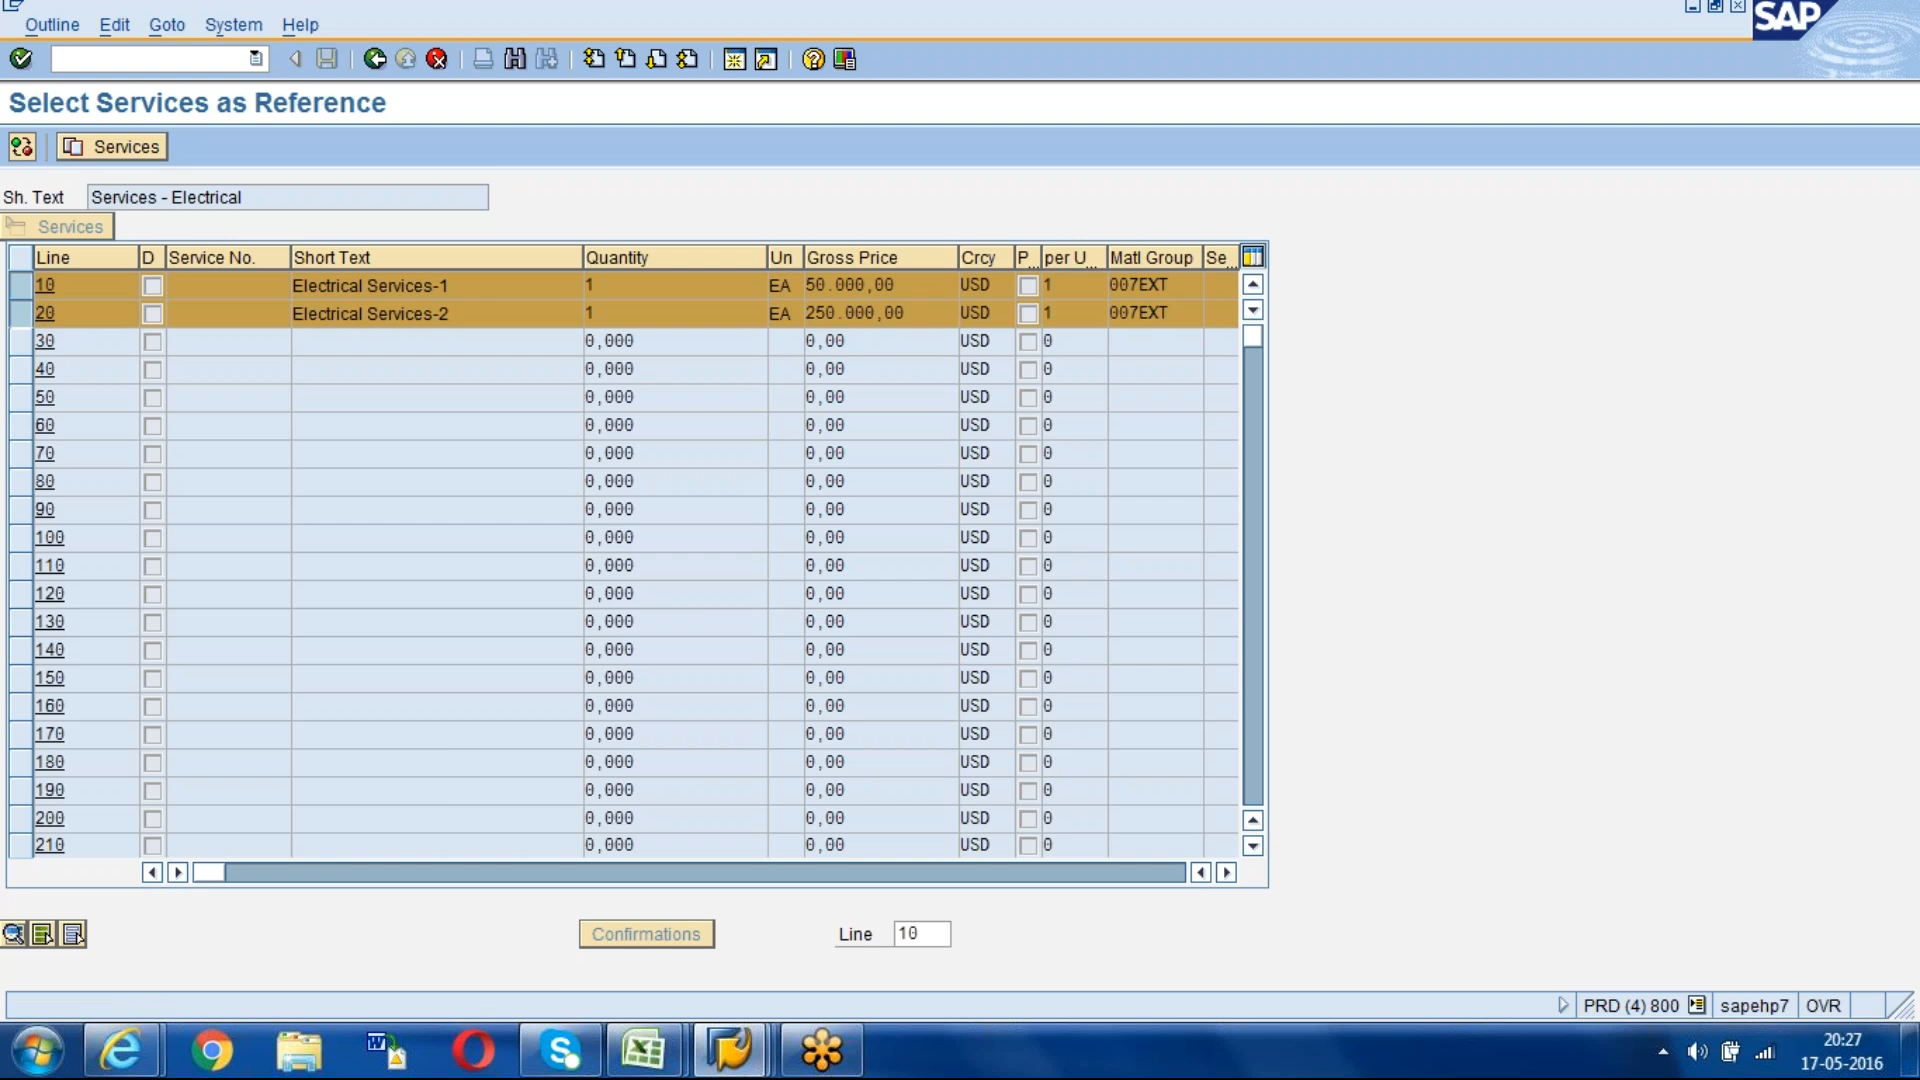 Outline Edit Goto System Help
SAP
Select Services as Reference
Services
Sh. Text Services - Electrical
Services
Line D Service No. Short Text Quantity Un Gross Price Crcy P... per U... Matl Group Se...
10 Electrical Services-1 1 EA 50.000,00 USD 1 007EXT
20 Electrical Services-2 1 EA 250.000,00 USD 1 007EXT
30 0,000 0,00 USD 0
40 0,000 0,00 USD 0
50 0,000 0,00 USD 0
60 0,000 0,00 USD 0
70 0,000 0,00 USD 0
80 0,000 0,00 USD 0
90 0,000 0,00 USD 0
100 0,000 0,00 USD 0
110 0,000 0,00 USD 0
120 0,000 0,00 USD 0
130 0,000 0,00 USD 0
140 0,000 0,00 USD 0
150 0,000 0,00 USD 0
160 0,000 0,00 USD 0
170 0,000 0,00 USD 0
180 0,000 0,00 USD 0
190 0,000 0,00 USD 0
200 0,000 0,00 USD 0
210 0,000 0,00 USD 0
Confirmations Line 10
PRD (4) 800 sapehp7 OVR
20:27
17-05-2016